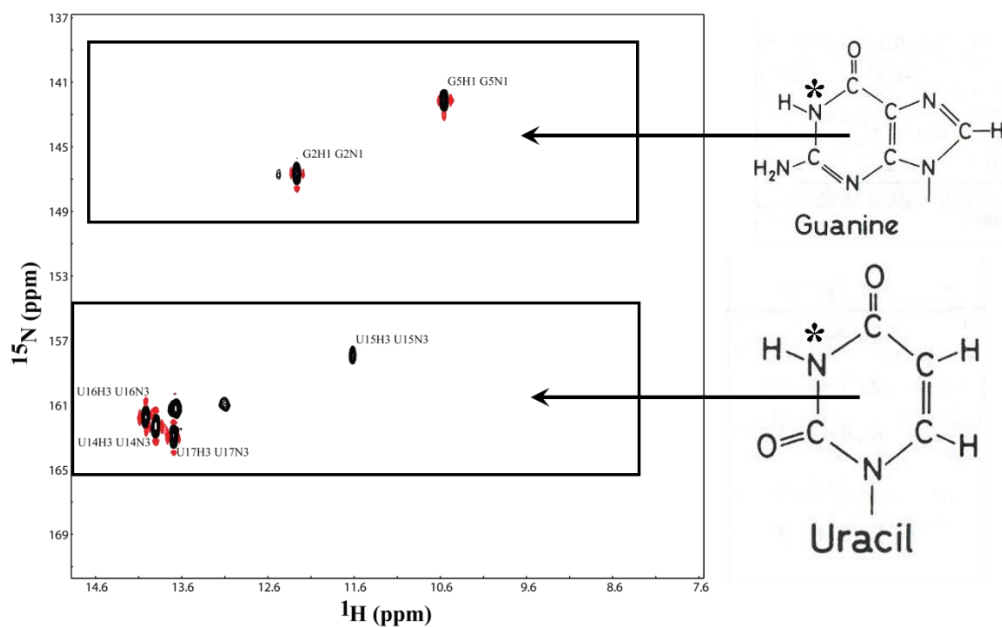 137
141
145
149
153
157
161
165
169
15N (ppm)
G5H1 G5N1
G2H1 G2N1
U15H3 U15N3
U16H3 U16N3
U14H3 U14N3
U17H3 U17N3
14.6 13.6 12.6 11.6 10.6 9.6 8.6 7.6
1H (ppm)
O
*
H N N
H
H2N N N
Guanine
O
*
H N H
O N H
Uracil